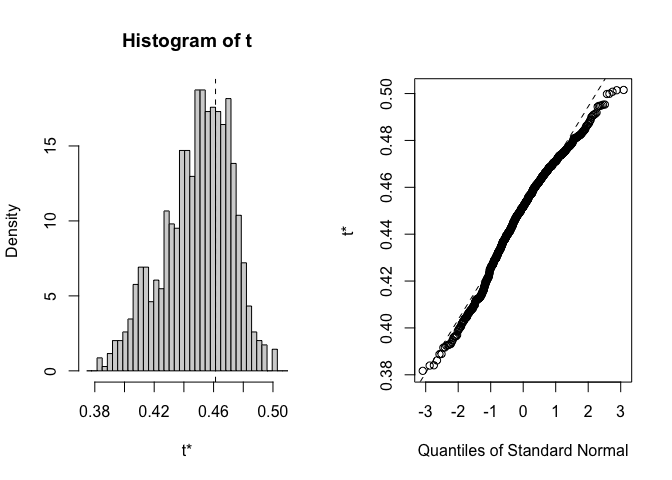 Histogram of t
Density
0 5 10 15
0.38 0.42 0.46 0.50
t*
t*
0.38 0.40 0.42 0.44 0.46 0.48 0.50
-3 -2 -1 0 1 2 3
Quantiles of Standard Normal